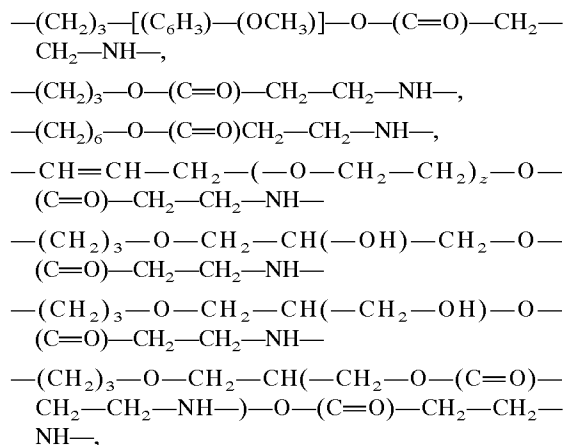 —(CH₂)₃—[(C₆H₃)—(OCH₃)]—O—(C=O)—CH₂—
CH₂—NH—,
—(CH₂)₃—O—(C=O)—CH₂—CH₂—NH—,
—(CH₂)₆—O—(C=O)CH₂—CH₂—NH—,
—CH=CH—CH₂(—O—CH₂—CH₂)z—O—
(C=O)—CH₂—CH₂—NH—
—(CH₂)₃—O—CH₂—CH(—OH)—CH₂—O—
(C=O)—CH₂—CH₂—NH—
—(CH₂)₃—O—CH₂—CH(—CH₂—OH)—O—
(C=O)—CH₂—CH₂—NH—
—(CH₂)₃—O—CH₂—CH(—CH₂—O—(C=O)—
CH₂—CH₂—NH—)—O—(C=O)—CH₂—CH₂—
NH—,